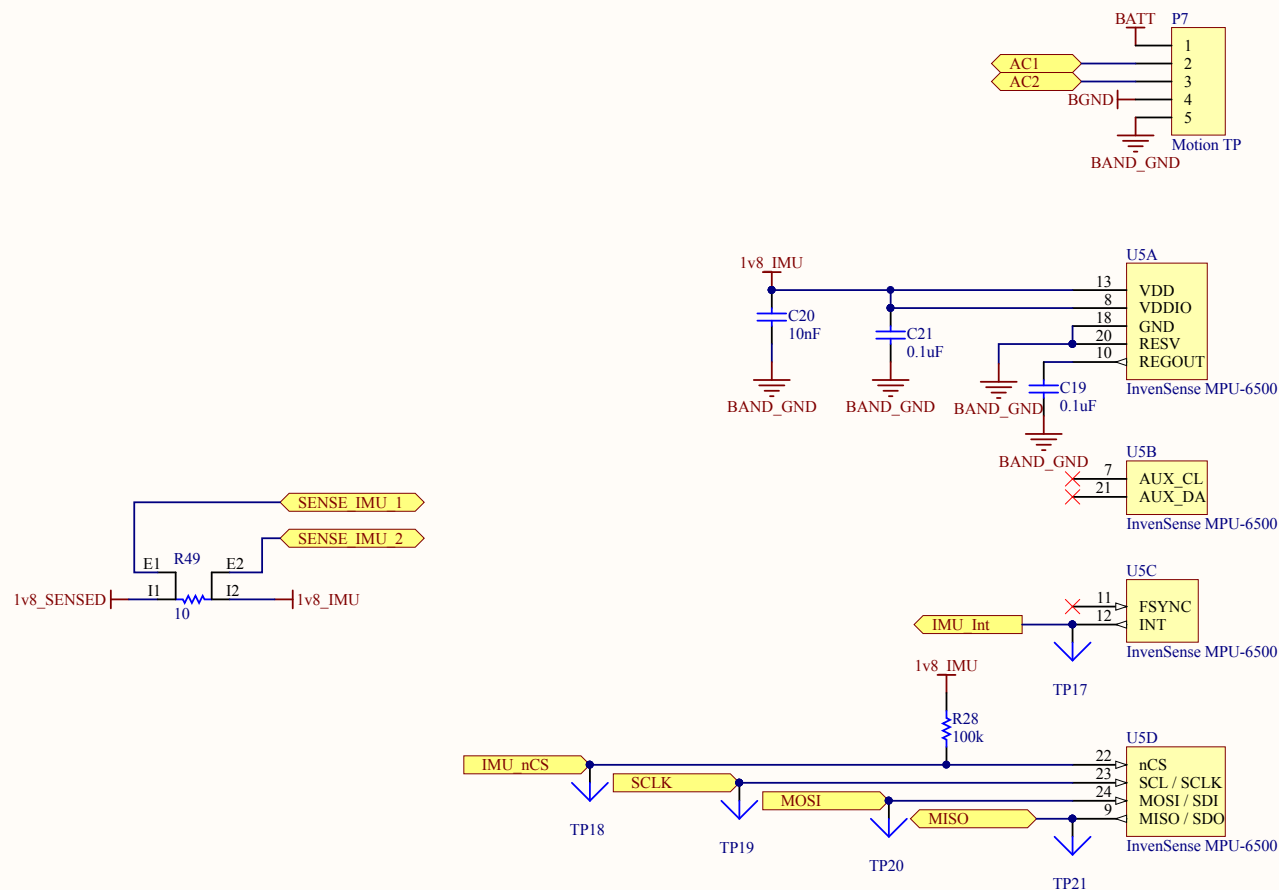 BATT P7
1
AC1 2
AC2 3
BGND 4
5
Motion TP
BAND_GND
U5A
1v8_IMU
13 VDD
8 VDDIO
C20 18 GND
10nF C21 20 RESV
0.1uF 10 REGOUT
C19 InvenSense MPU-6500
BAND_GND BAND_GND BAND_GND 0.1uF
U5B
BAND_GND
7 AUX_CL
21 AUX_DA
SENSE_IMU_1
InvenSense MPU-6500
SENSE_IMU_2
E1 R49 E2
U5C
1v8_SENSED I1 I2 1v8_IMU
10
11 FSYNC
IMU_Int 12 INT
InvenSense MPU-6500
1v8_IMU
TP17
R28
100k U5D
IMU_nCS 22 nCS
SCLK 23 SCL / SCLK
MOSI 24 MOSI / SDI
MISO 9 MISO / SDO
TP18
TP19 InvenSense MPU-6500
TP20
TP21